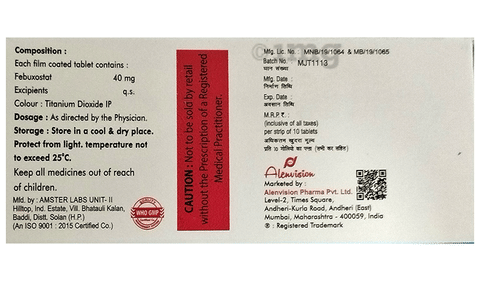 Composition :
Each film coated tablet contains :
Febuxostat 40 mg
Excipients q.s.
Colour : Titanium Dioxide IP
Dosage : As directed by the Physician.
Storage : Store in a cool & dry place.
Protect from light. temperature not
to exceed 25°C.
Keep all medicines out of reach
of children.
Mfd. by : AMSTER LABS UNIT- II
Hilltop, Ind. Estate, Vill. Bhatauli Kalan,
Baddi, Distt. Solan (H.P.)
(An ISO 9001 : 2015 Certified Co.)
WHO GMP
CAUTION : Not to be sold by retail
without the Prescription of a Registered
Medical Practitioner.
Mfg. Lic. No. : MNB/19/1064 & MB/19/1065
Batch No. MJT1113
Mfg. Date :
निर्माण तिथि
Exp. Date :
अवसान तिथि
M.R.P ₹. :
(inclusive of all taxes)
per strip of 10 tablets
अधिकतम खुदरा मूल्य
Alenvision
Marketed by :
Alenvision Pharma Pvt. Ltd.
Level-2, Times Square,
Andheri-Kurla Road, Andheri (East)
Mumbai, Maharashtra - 400059, India
® : Registered Trademark